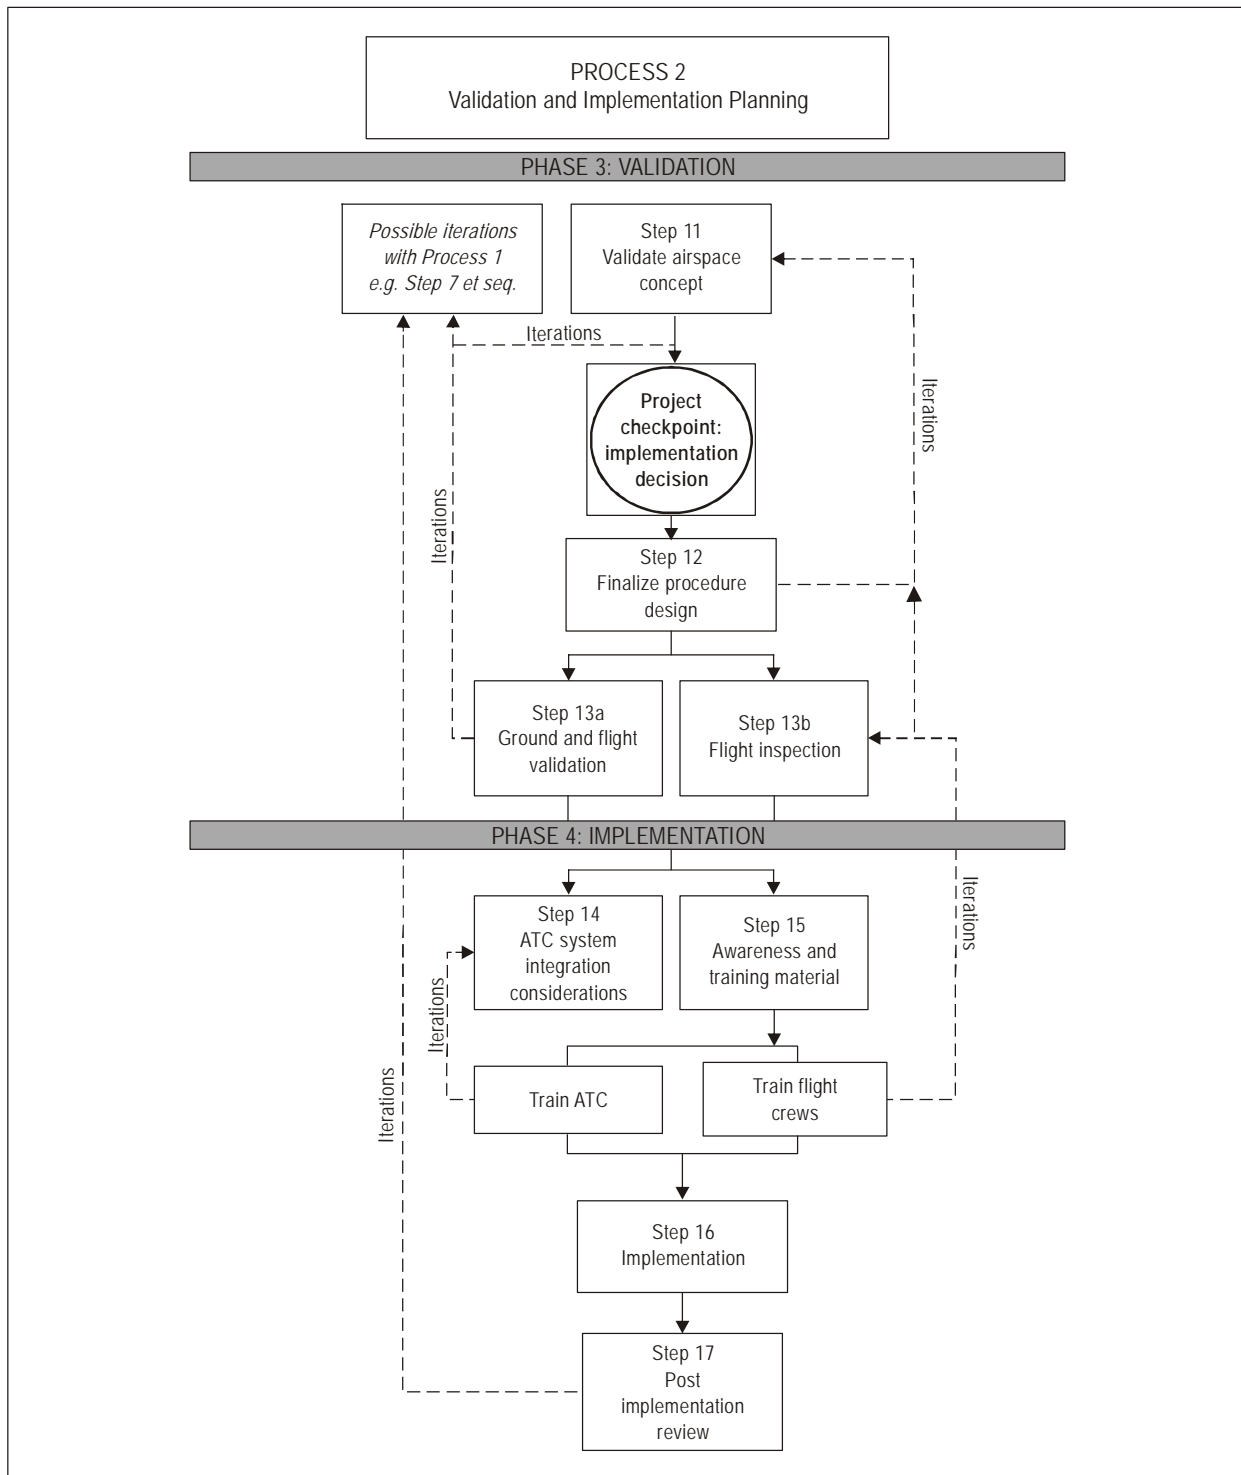 PROCESS 2
Validation and Implementation Planning
PHASE 3: VALIDATION
Possible iterations
with Process 1
e.g. Step 7 et seq.
Step 11
Validate airspace
concept
Iterations
Iterations
Project
checkpoint:
implementation
decision
Iterations
Step 12
Finalize procedure
design
Step 13a
Ground and flight
validation
Step 13b
Flight inspection
PHASE 4: IMPLEMENTATION
Step 14
ATC system
integration
considerations
Step 15
Awareness and
training material
Iterations
Iterations
Iterations
Train ATC
Train flight
crews
Step 16
Implementation
Step 17
Post
implementation
review